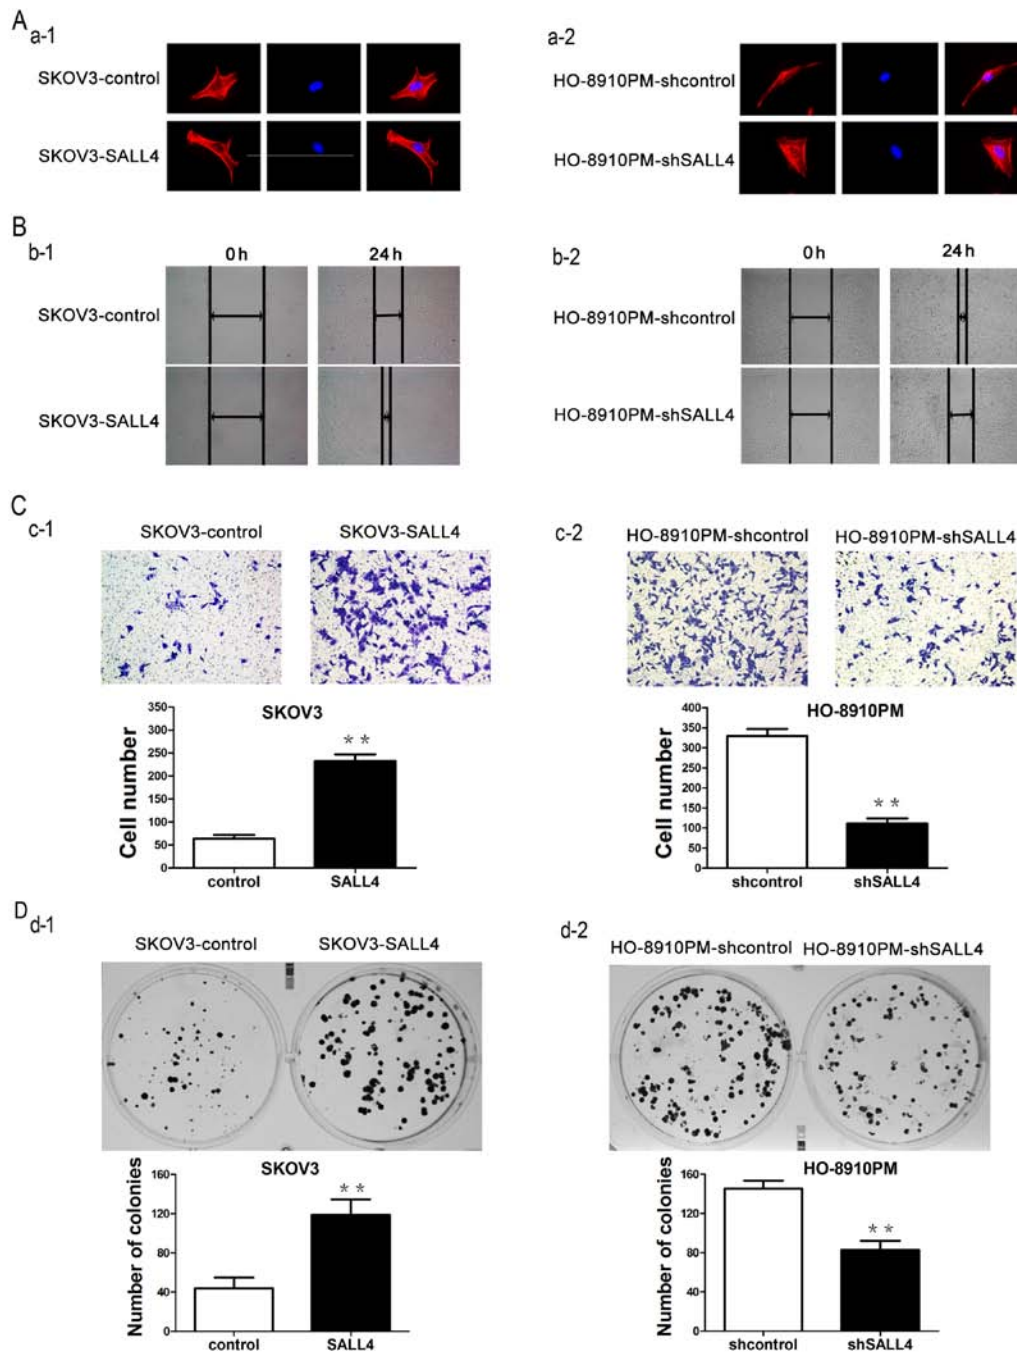 A
a-1
SKOV3-control
SKOV3-SALL4
a-2
HO-8910PM-shcontrol
HO-8910PM-shSALL4
B
b-1
0 h
24 h
SKOV3-control
SKOV3-SALL4
b-2
0 h
24 h
HO-8910PM-shcontrol
HO-8910PM-shSALL4
C
c-1
SKOV3-control
SKOV3-SALL4
SKOV3
Cell number
350
300
250
200
150
100
50
0
**
control
SALL4
c-2
HO-8910PM-shcontrol
HO-8910PM-shSALL4
HO-8910PM
Cell number
400
350
300
250
200
150
100
50
0
**
shcontrol
shSALL4
D
d-1
SKOV3-control
SKOV3-SALL4
SKOV3
Number of colonies
160
120
80
40
0
**
control
SALL4
d-2
HO-8910PM-shcontrol
HO-8910PM-shSALL4
HO-8910PM
Number of colonies
160
120
80
40
0
**
shcontrol
shSALL4